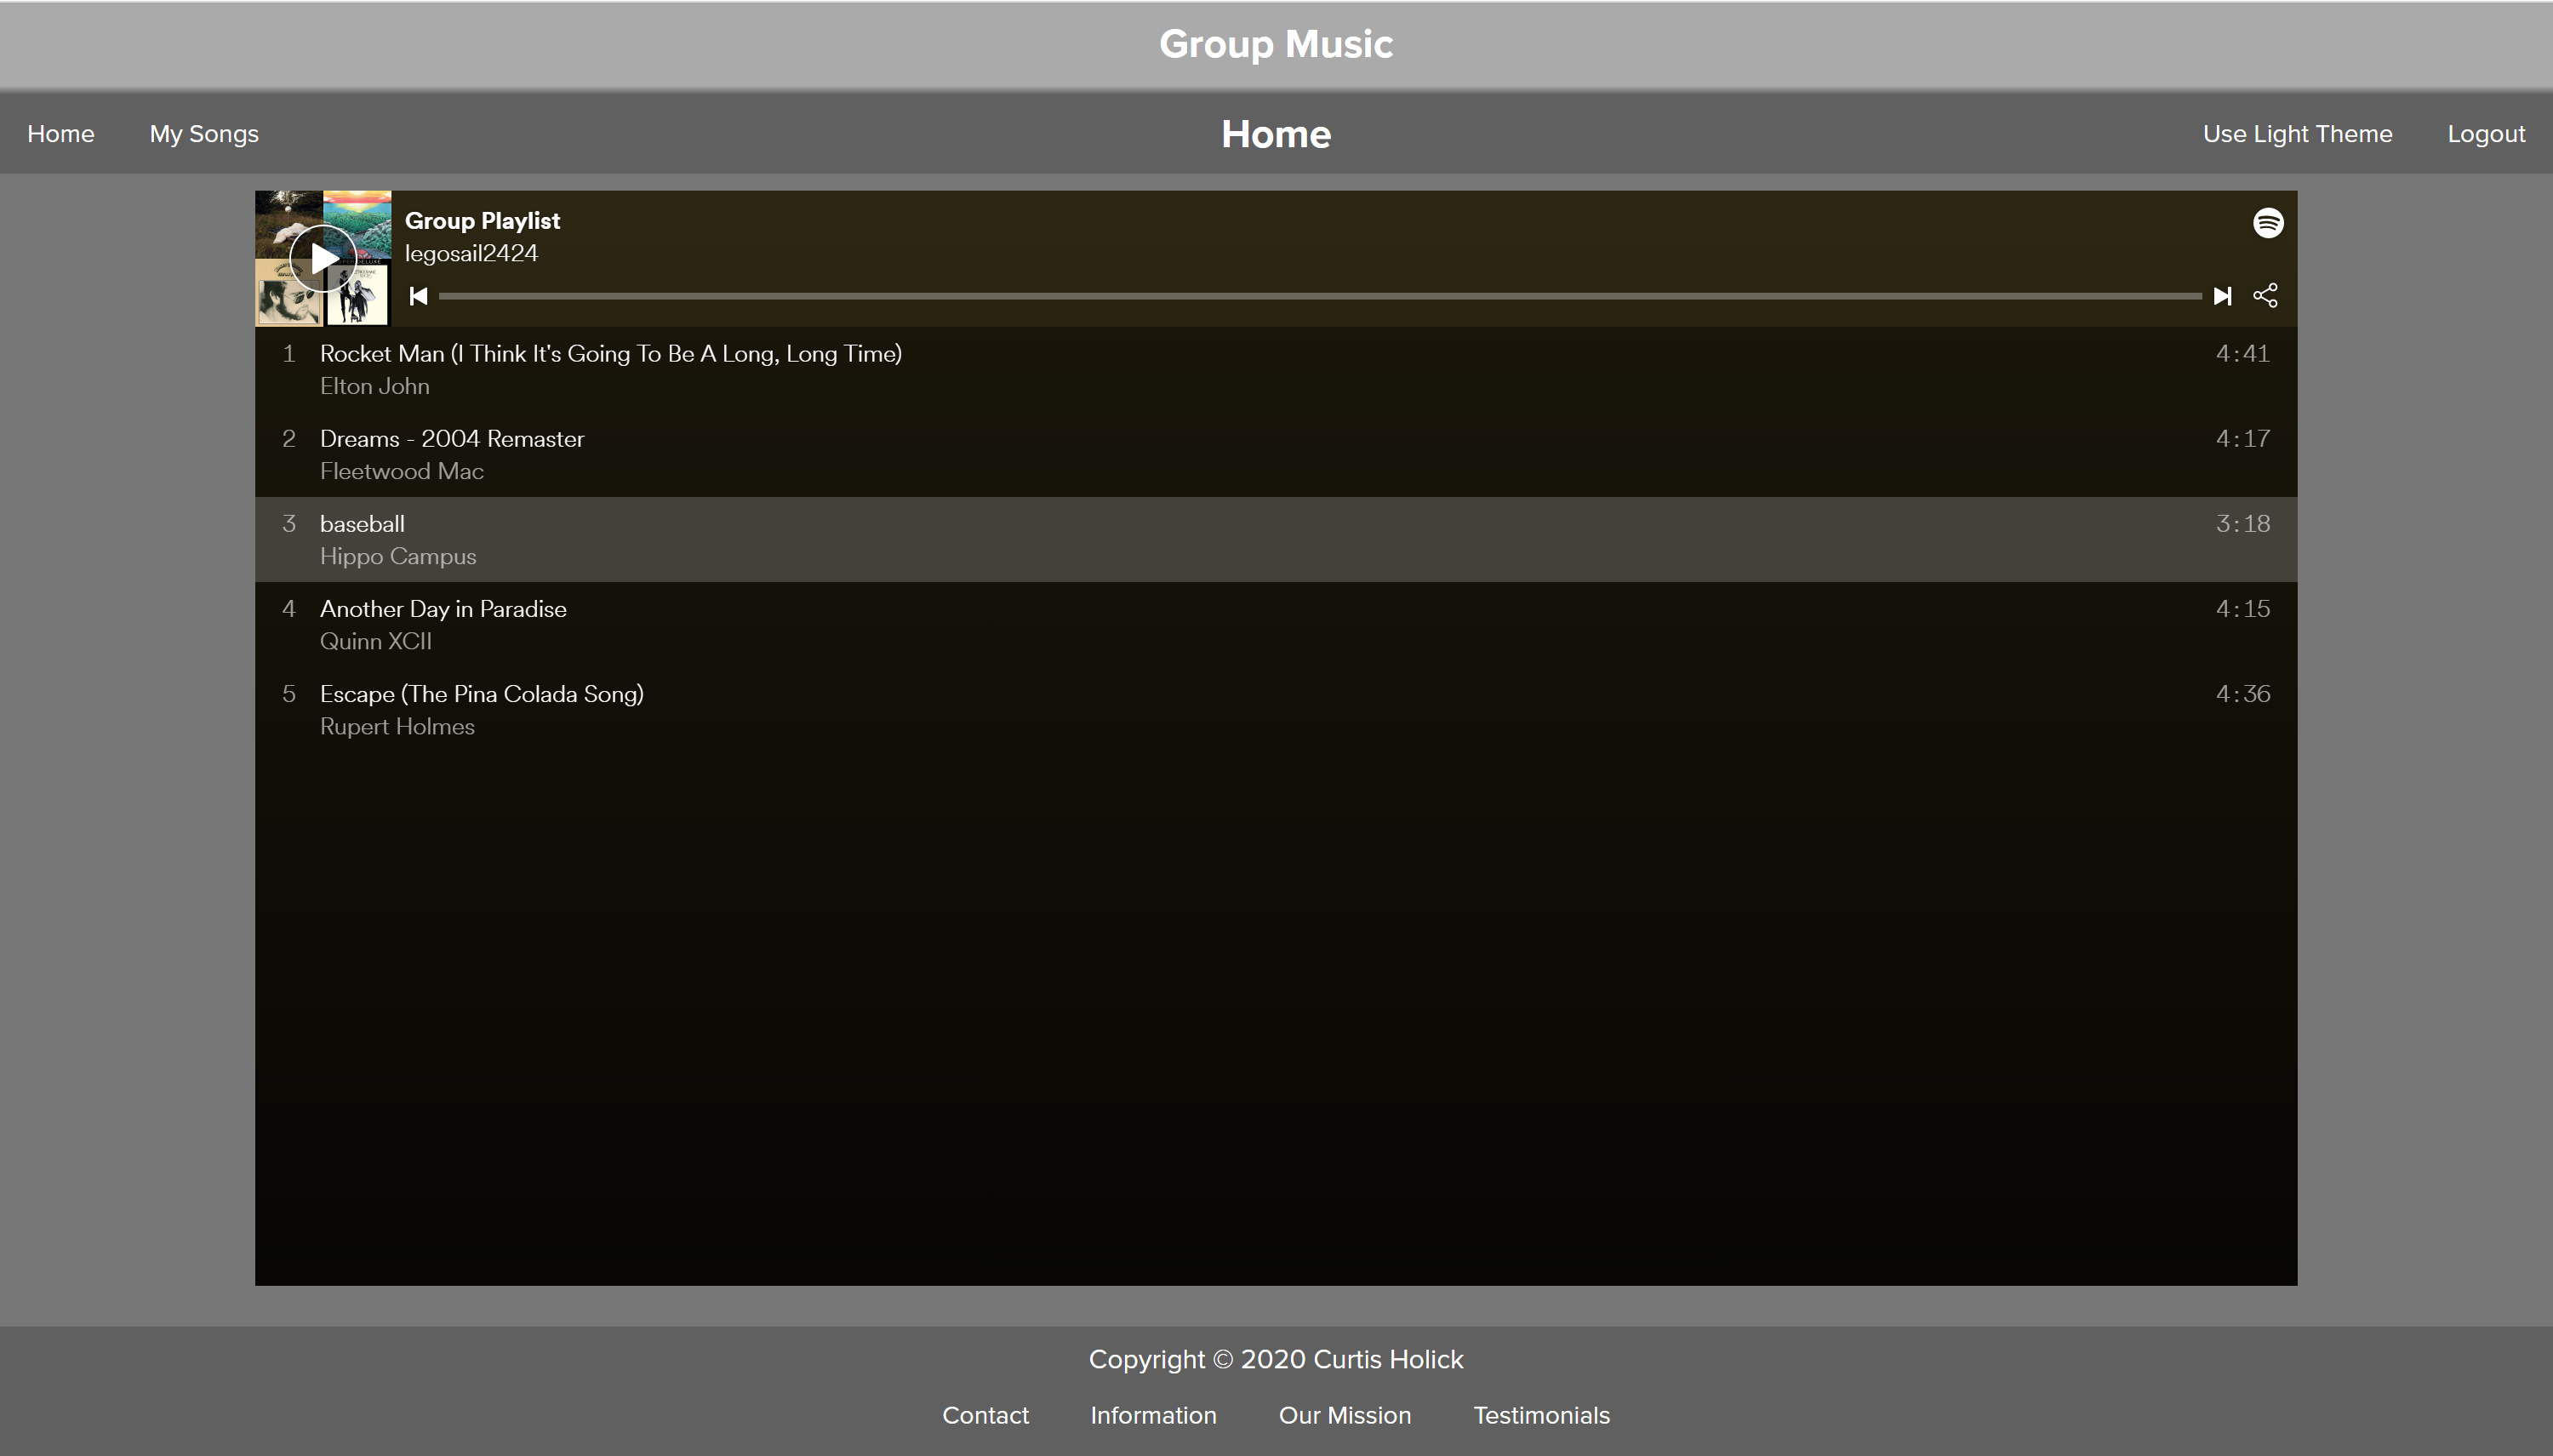 Group Music
Home My Songs Home Use Light Theme Logout
Group Playlist
legosail2424
1 Rocket Man (I Think It's Going To Be A Long, Long Time) 4:41
Elton John
2 Dreams - 2004 Remaster 4:17
Fleetwood Mac
3 baseball 3:18
Hippo Campus
4 Another Day in Paradise 4:15
Quinn XCII
5 Escape (The Pina Colada Song) 4:36
Rupert Holmes
Copyright © 2020 Curtis Holick
Contact Information Our Mission Testimonials